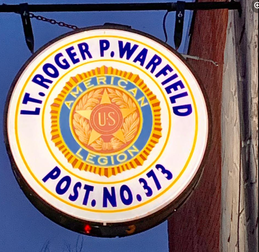 LT. ROGER P. WARFIELD
AMERICAN
US
LEGION
POST. NO. 373